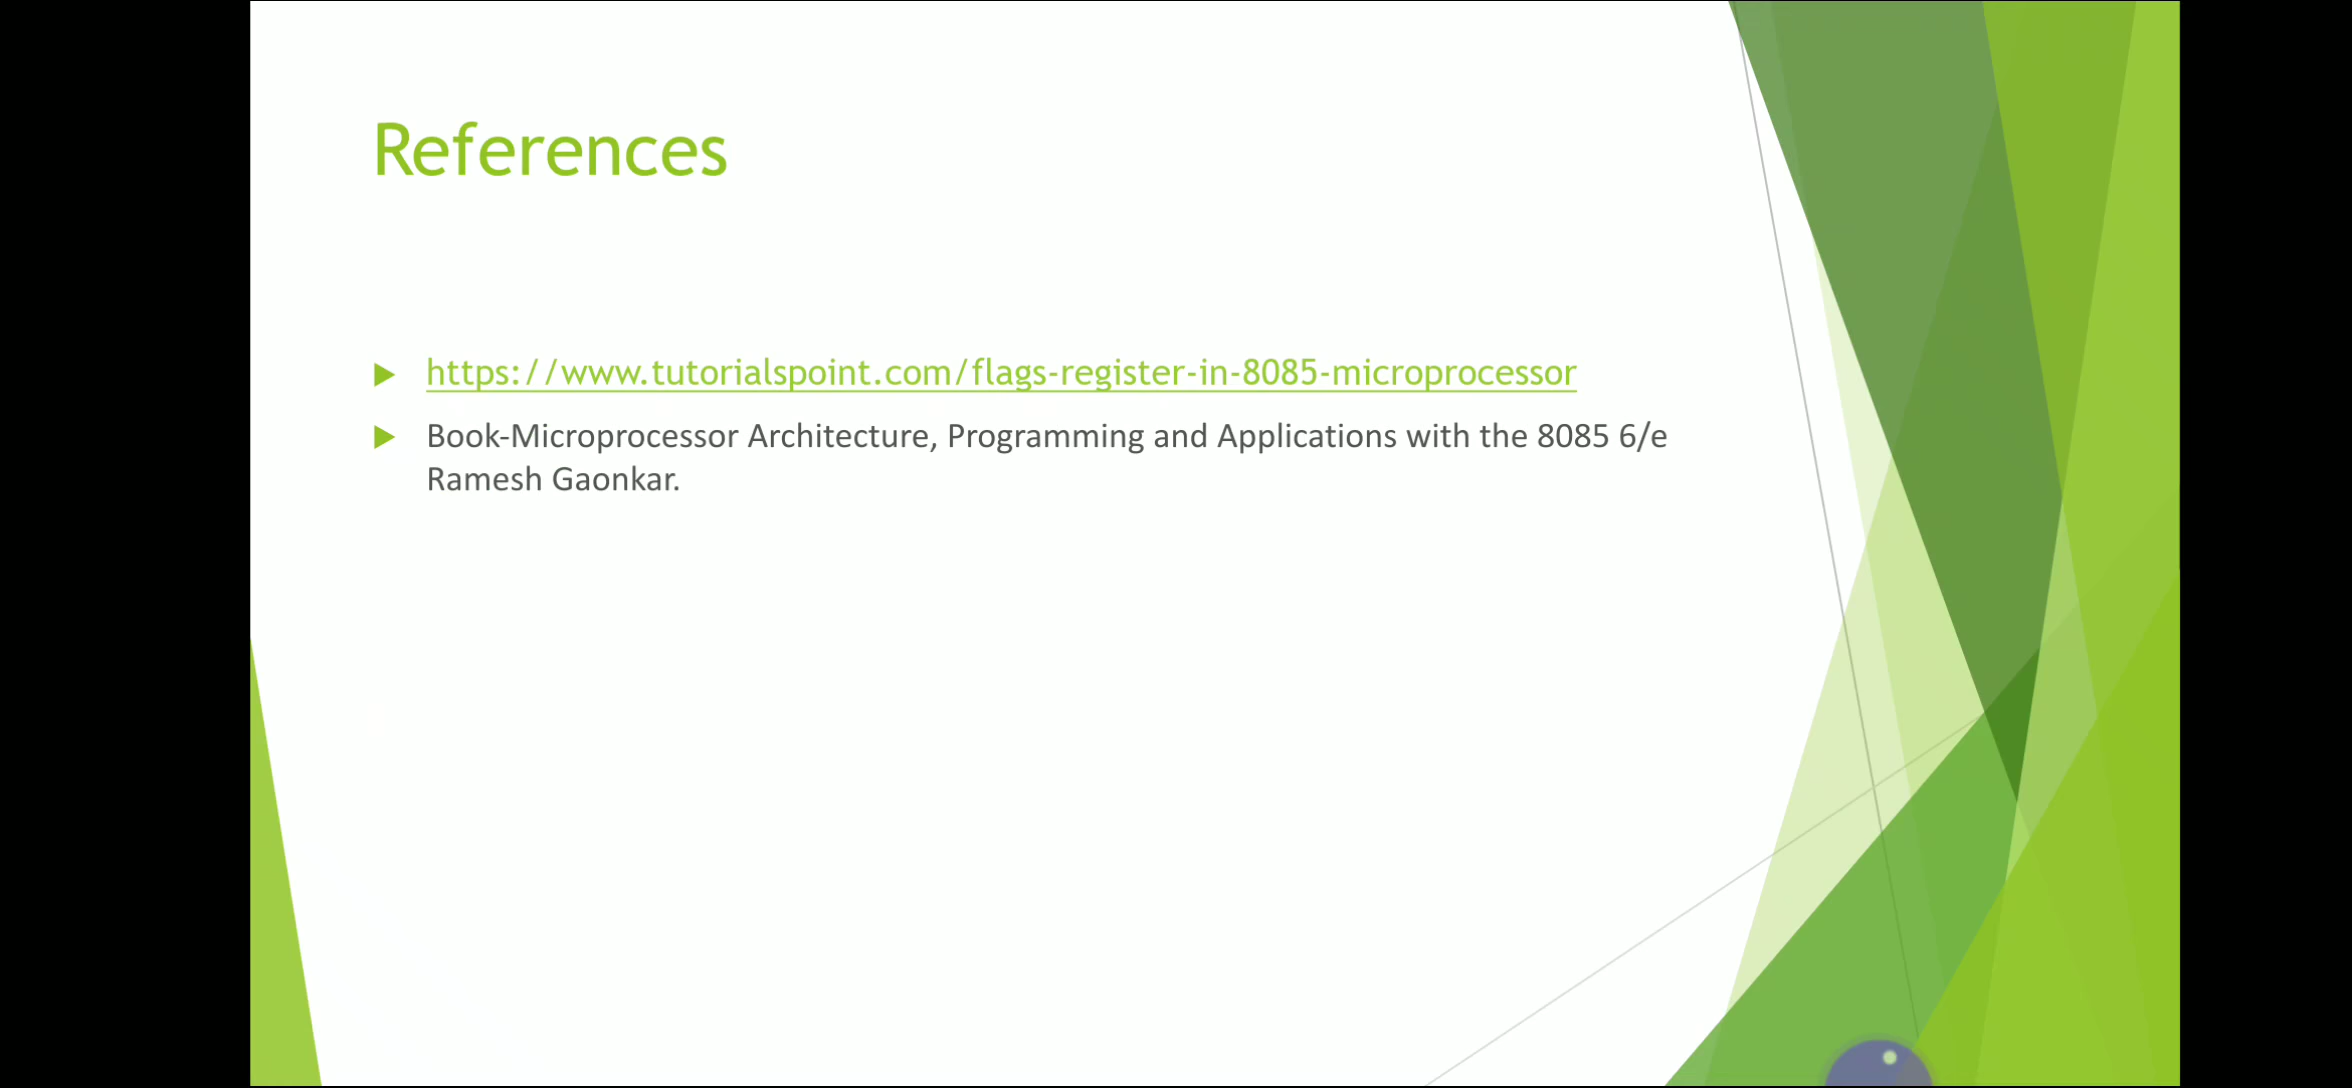 References
https://www.tutorialspoint.com/flags-register-in-8085-microprocessor
Book-Microprocessor Architecture, Programming and Applications with the 8085 6/e
Ramesh Gaonkar.